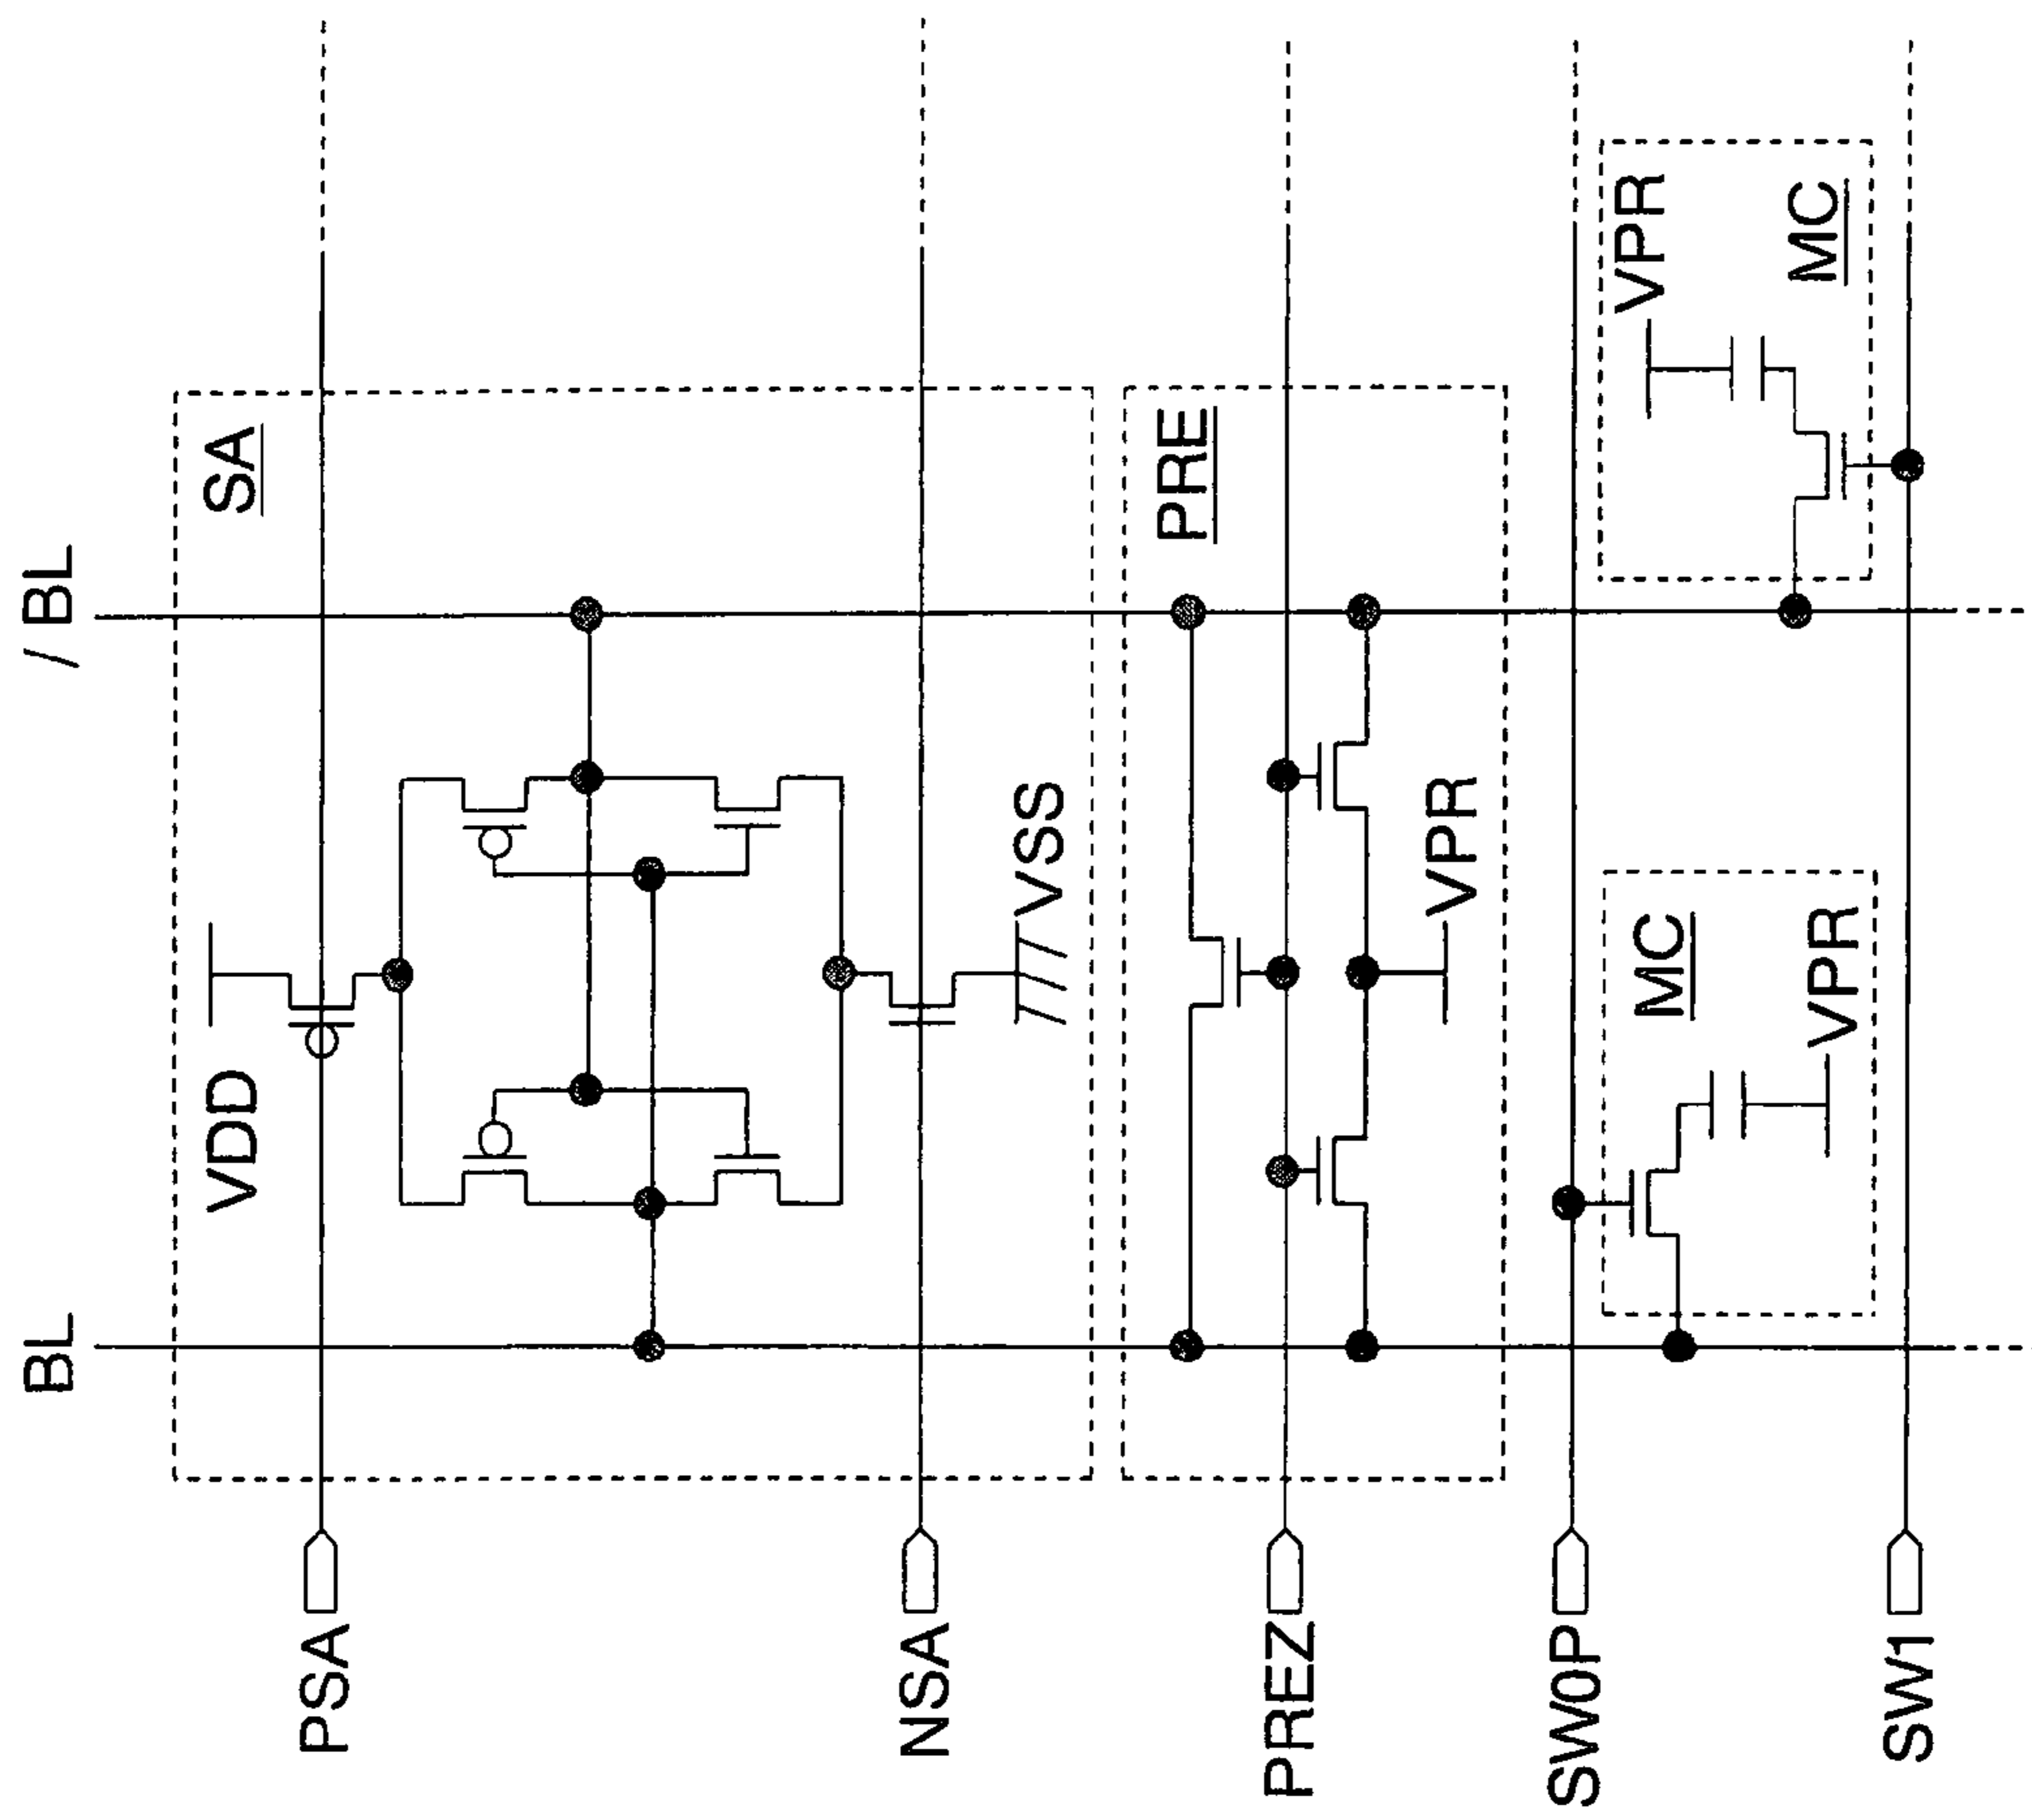 BL
/ BL
PSA
VDD
SA
NSA
VSS
PRE
PREZ
VPR
SW0P
MC
VPR
VPR
MC
SW1